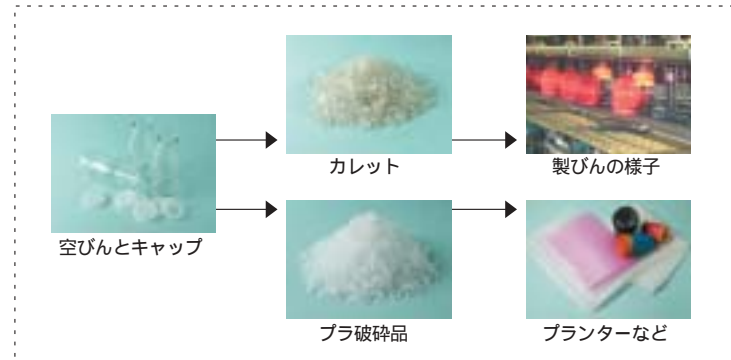 カレット
製びんの様子
空びんとキャップ
プラ破砕品
プランターなど